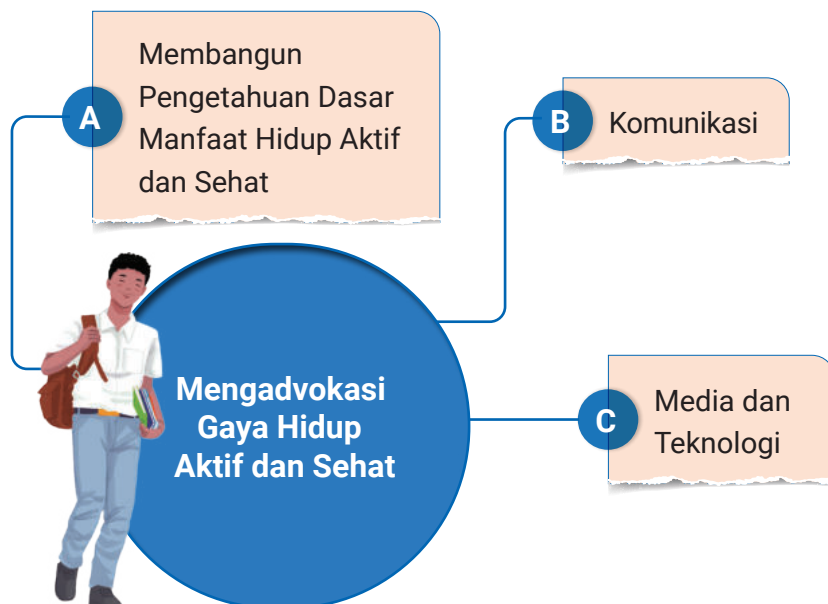 A
Membangun
Pengetahuan Dasar
Manfaat Hidup Aktif
dan Sehat
B
Komunikasi
Mengadvokasi
Gaya Hidup
Aktif dan Sehat
C
Media dan
Teknologi